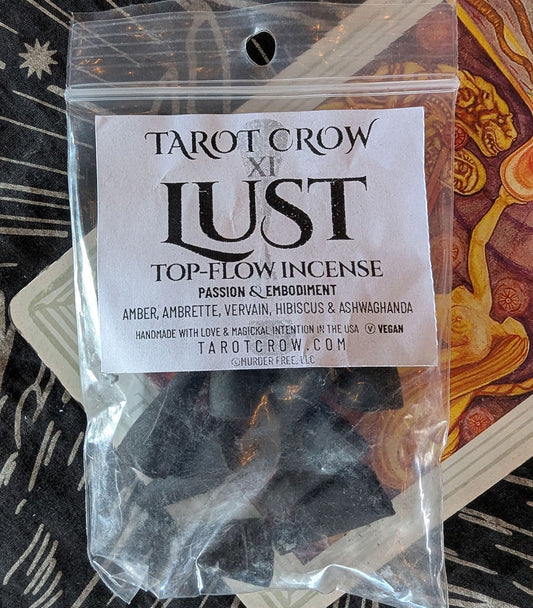 TAROT CROW
XI
LUST
TOP-FLOW INCENSE
PASSION & EMBODIMENT
AMBER, AMBRETTE, VERVAIN, HIBISCUS & ASHWAGHANDA
HANDMADE WITH LOVE & MAGICKAL INTENTION IN THE USA Ⓥ VEGAN
TAROTCROW.COM
©MURDER FREE, LLC